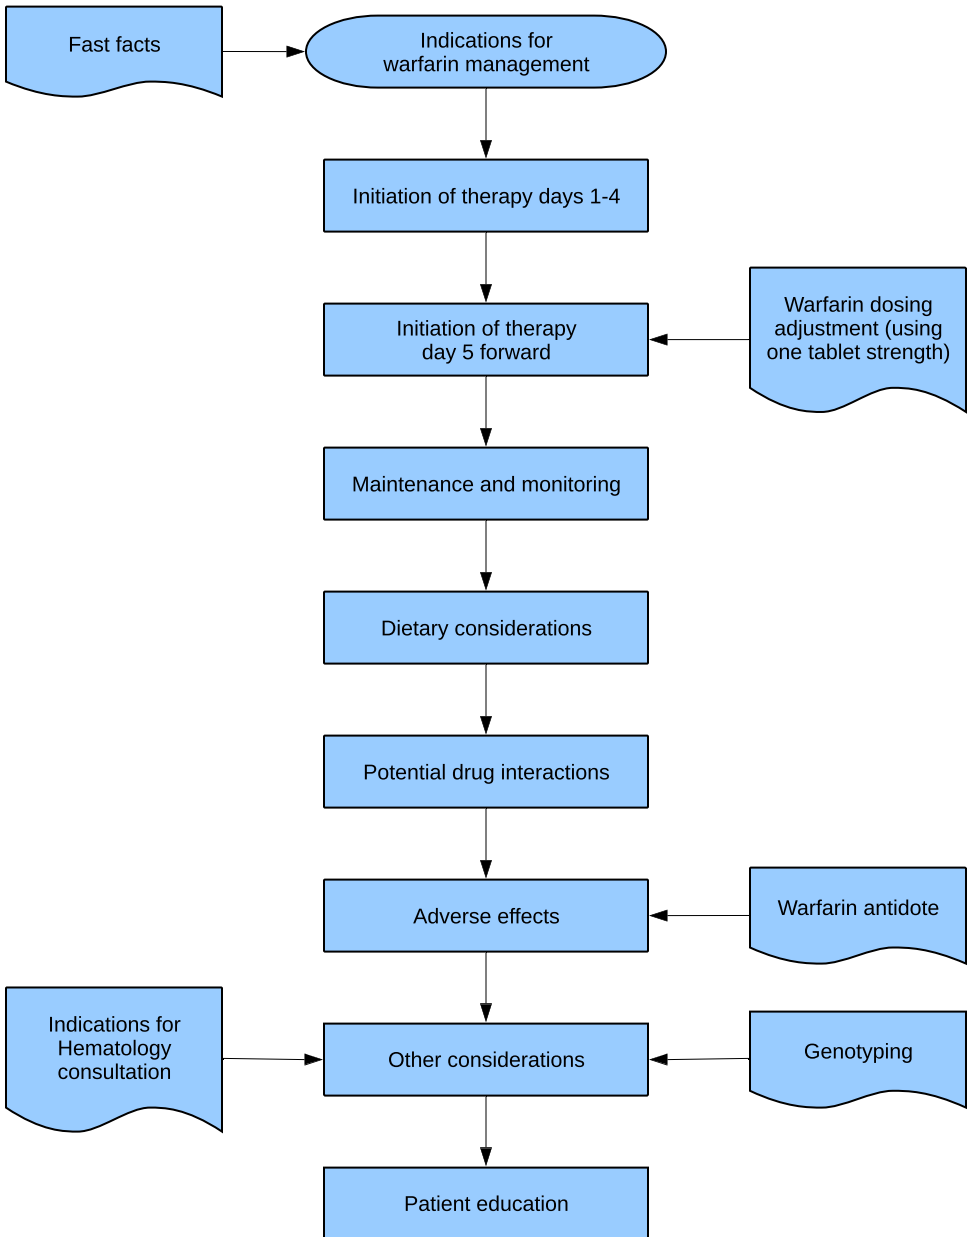 Fast facts
Indications for
warfarin management
Initiation of therapy days 1-4
Initiation of therapy
day 5 forward
Warfarin dosing
adjustment (using
one tablet strength)
Maintenance and monitoring
Dietary considerations
Potential drug interactions
Adverse effects
Warfarin antidote
Indications for
Hematology
consultation
Other considerations
Genotyping
Patient education